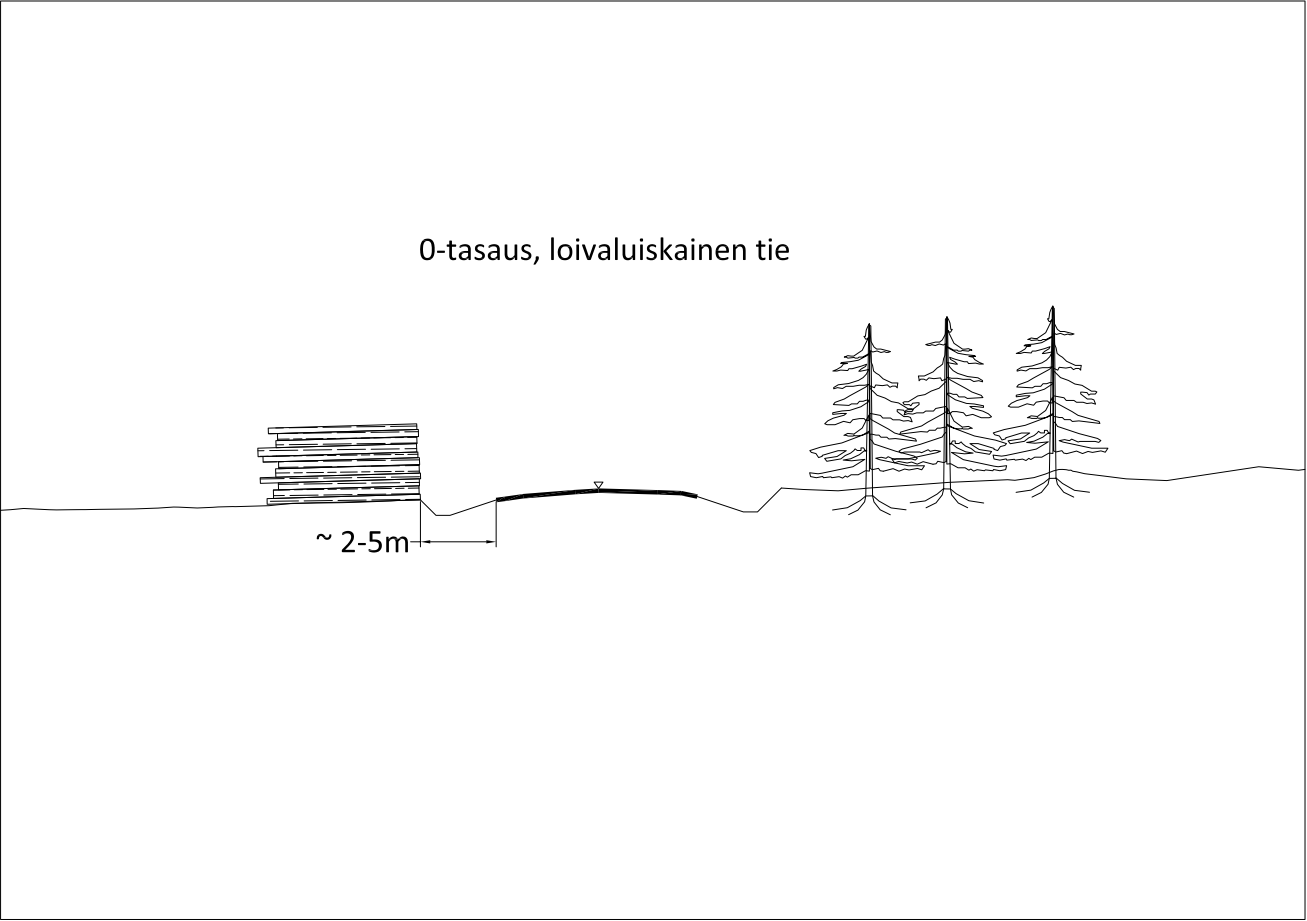 0-tasaus, loivaluiskainen tie
~ 2-5m